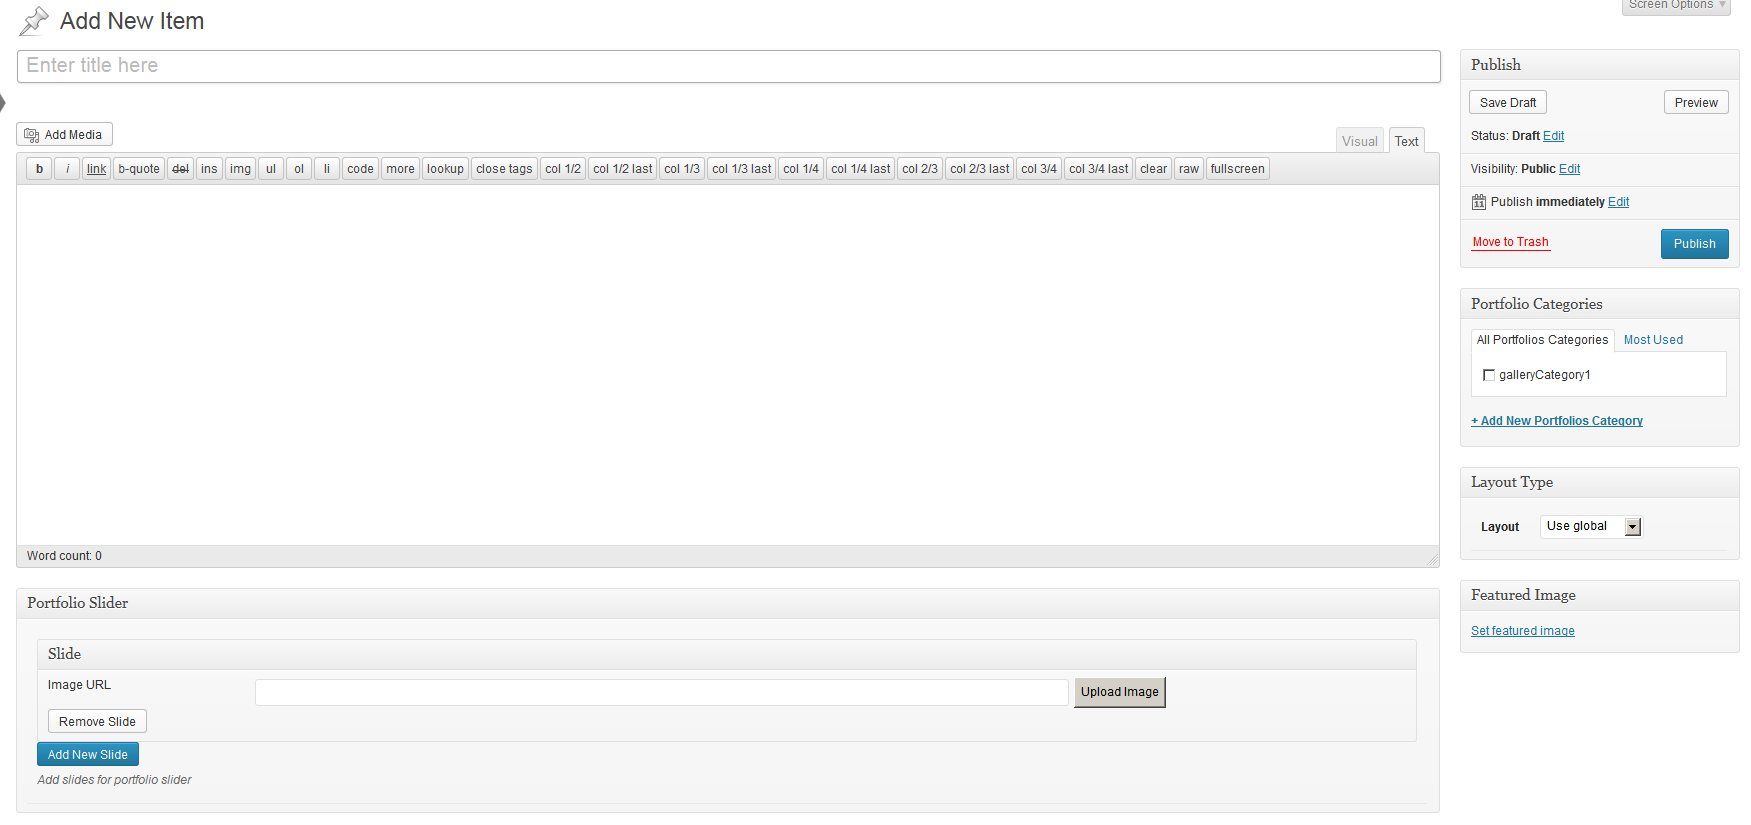 Add New Item
Screen Options
Enter title here
Add Media
Visual Text
b i link b-quote del ins img ul ol li code more lookup close tags col 1/2 col 1/2 last col 1/3 col 1/3 last col 1/4 col 1/4 last col 2/3 col 2/3 last col 3/4 col 3/4 last clear raw fullscreen
Word count: 0
Portfolio Slider
Slide
Image URL
Upload Image
Remove Slide
Add New Slide
Add slides for portfolio slider
Publish
Save Draft Preview
Status: Draft Edit
Visibility: Public Edit
11 Publish immediately Edit
Move to Trash Publish
Portfolio Categories
All Portfolios Categories Most Used
galleryCategory1
+ Add New Portfolios Category
Layout Type
Layout Use global
Featured Image
Set featured image